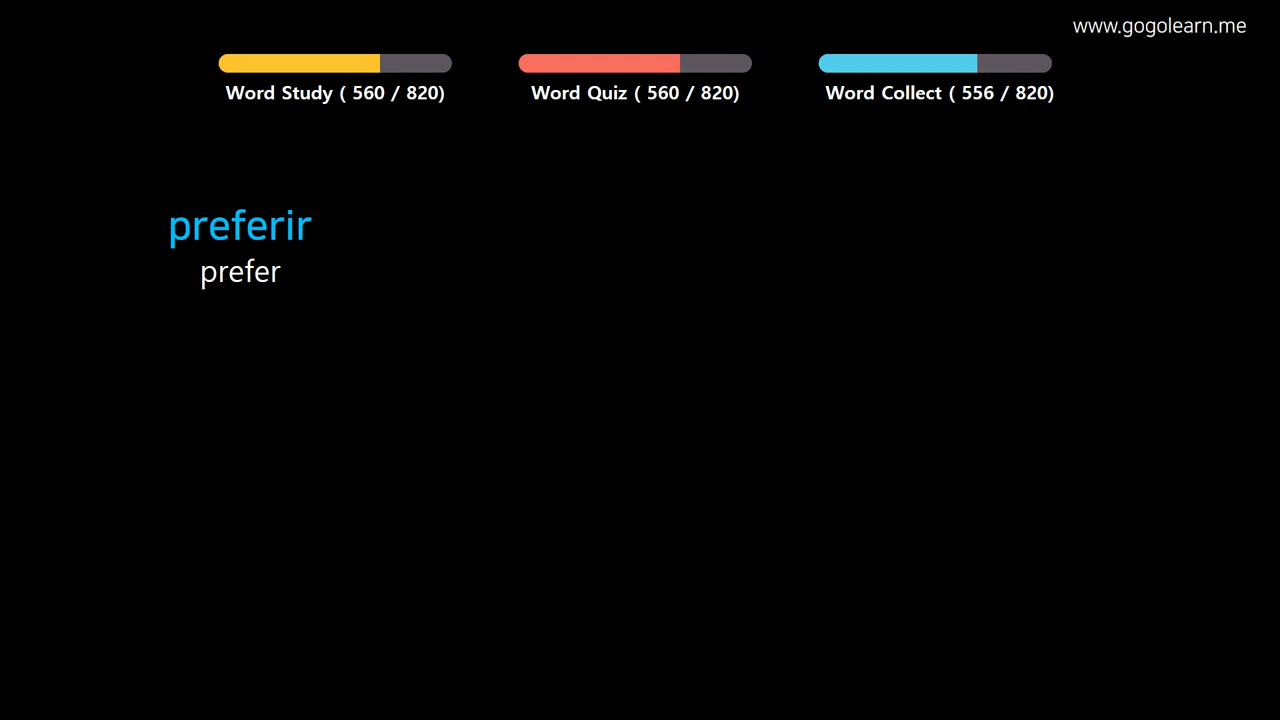 www.gogolearn.me
Word Study ( 560 / 820)
Word Quiz ( 560 / 820)
Word Collect ( 556 / 820)
preferir
prefer